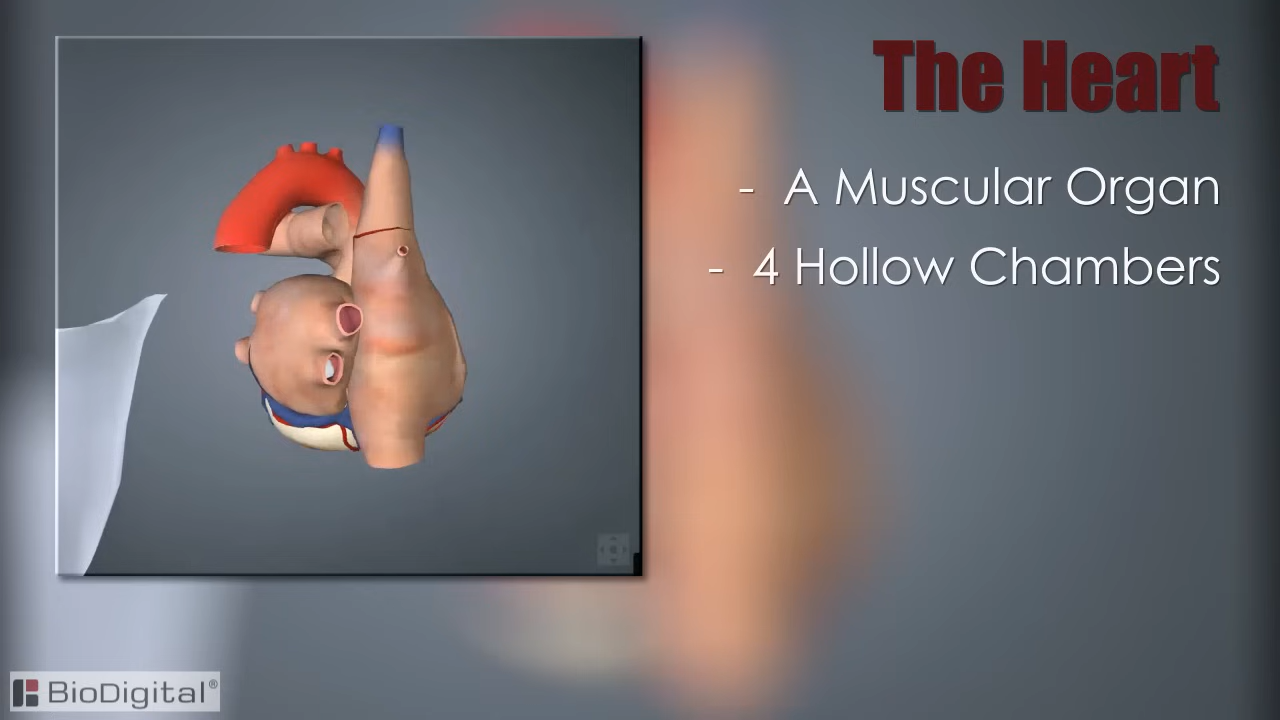 The Heart
- A Muscular Organ
- 4 Hollow Chambers
BioDigital®